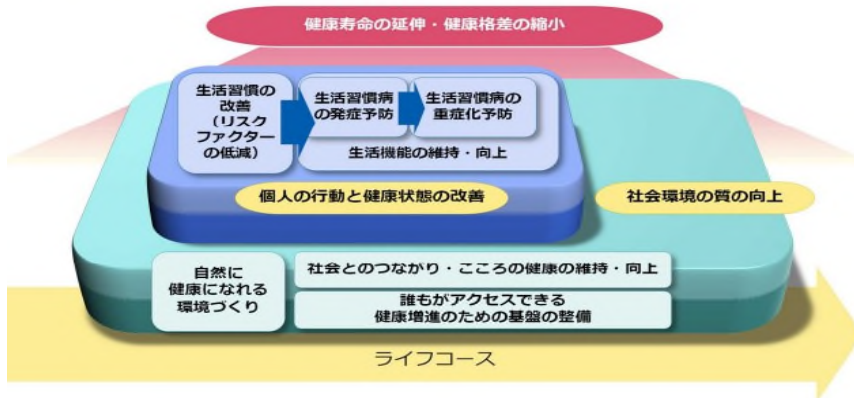 健康寿命の延伸・健康格差の縮小
生活習慣の
改善
（リスク
ファクター
の低減）
生活習慣病
の発症予防
生活習慣病の
重症化予防
生活機能の維持・向上
個人の行動と健康状態の改善
社会環境の質の向上
自然に
健康になれる
環境づくり
社会とのつながり・こころの健康の維持・向上
誰もがアクセスできる
健康増進のための基盤の整備
ライフコース